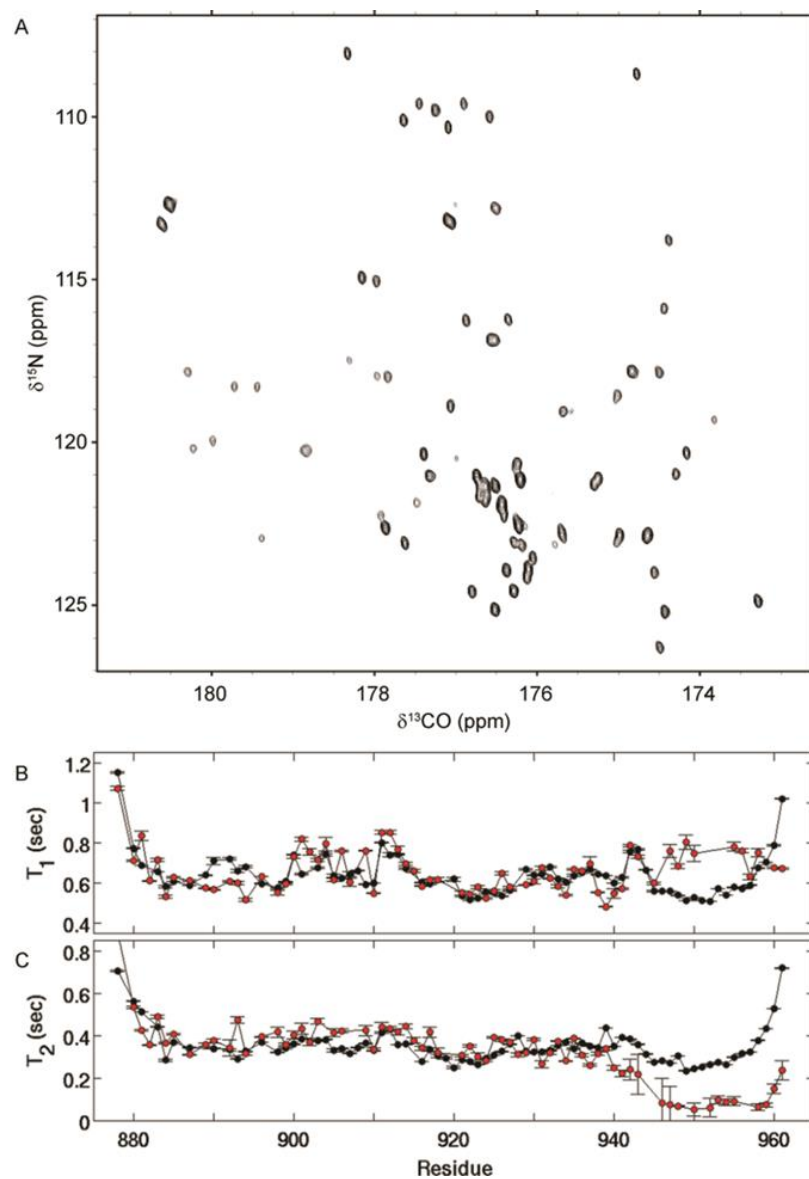 A
110
115
120
125
δ15N (ppm)
180
178
176
174
δ13CO (ppm)
B
1.2
1
0.8
0.6
0.4
T1 (sec)
C
0.8
0.6
0.4
0.2
0
T2 (sec)
880
900
920
940
960
Residue